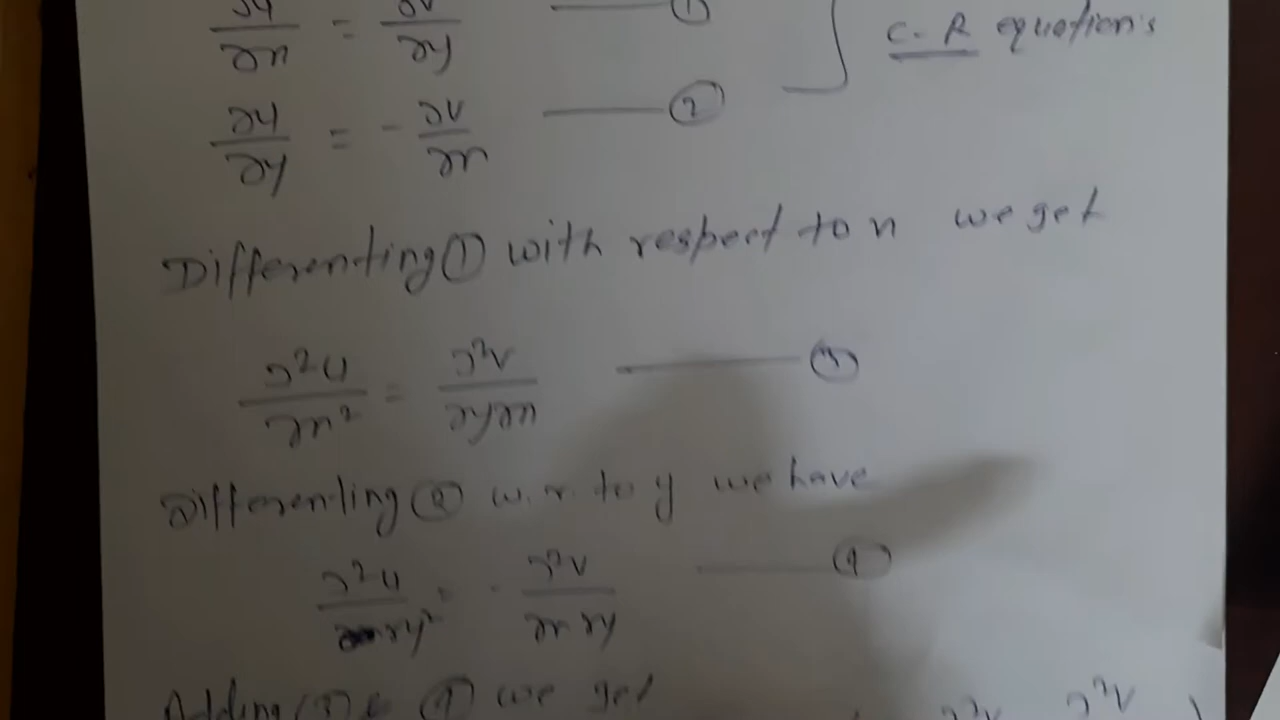 ∂u/∂x = ∂v/∂y ——— ①
C-R equation's
∂u/∂y = - ∂v/∂x ——— ②
Differenting ① with respect to x we get
∂²u/∂x² = ∂²v/∂y∂x ——— ③
Differenting ② w.r. to y we have
∂²u/∂y² = - ∂²v/∂x∂y ——— ④
Adding (3) & ④ we get